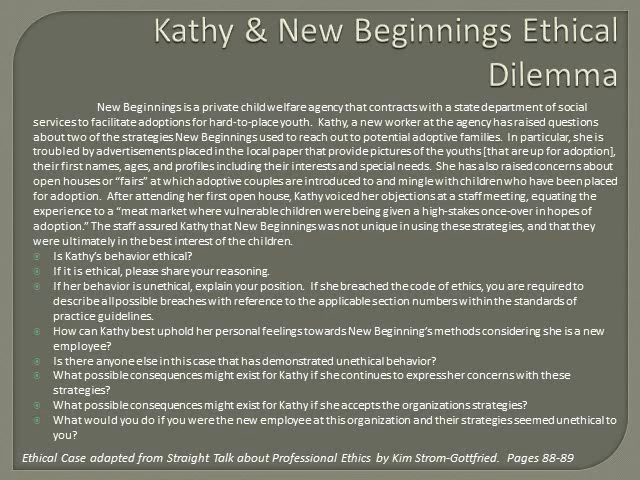 Kathy & New Beginnings Ethical
Dilemma
New Beginnings is a private child welfare agency that contracts with a state department of social
services to facilitate adoptions for hard-to-place youth. Kathy, a new worker at the agency has raised questions
about two of the strategies New Beginnings used to reach out to potential adoptive families. In particular, she is
troubled by advertisements placed in the local paper that provide pictures of the youths [that are up for adoption],
their first names, ages, and profiles including their interests and special needs. She has also raised concerns about
open houses or “fairs” at which adoptive couples are introduced to and mingle with children who have been placed
for adoption. After attending her first open house, Kathy voiced her objections at a staff meeting, equating the
experience to a “meat market where vulnerable children were being given a high-stakes once-over in hopes of
adoption.” The staff assured Kathy that New Beginnings was not unique in using these strategies, and that they
were ultimately in the best interest of the children.
Is Kathy’s behavior ethical?
If it is ethical, please share your reasoning.
If her behavior is unethical, explain your position. If she breached the code of ethics, you are required to
describe all possible breaches with reference to the applicable section numbers within the standards of
practice guidelines.
How can Kathy best uphold her personal feelings towards New Beginning’s methods considering she is a new
employee?
Is there anyone else in this case that has demonstrated unethical behavior?
What possible consequences might exist for Kathy if she continues to express her concerns with these
strategies?
What possible consequences might exist for Kathy if she accepts the organizations strategies?
What would you do if you were the new employee at this organization and their strategies seemed unethical to
you?
Ethical Case adapted from Straight Talk about Professional Ethics by Kim Strom-Gottfried. Pages 88-89